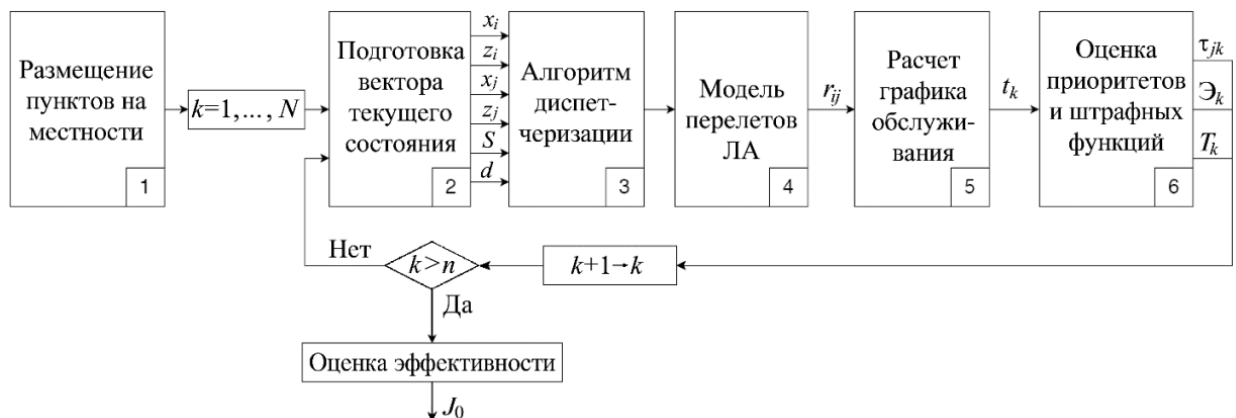 Размещение
пунктов на
местности
1
k=1,..., N
Подготовка
вектора
текущего
состояния
2
x_i
z_i
x_j
z_j
S
d
Алгоритм
диспет-
черизации
3
Модель
перелетов
ЛА
4
r_ij
Расчет
графика
обслужи-
вания
5
t_k
Оценка
приоритетов
и штрафных
функций
6
τ_jk
Э_k
T_k
Нет
k>n
k+1→k
Да
Оценка эффективности
J_0